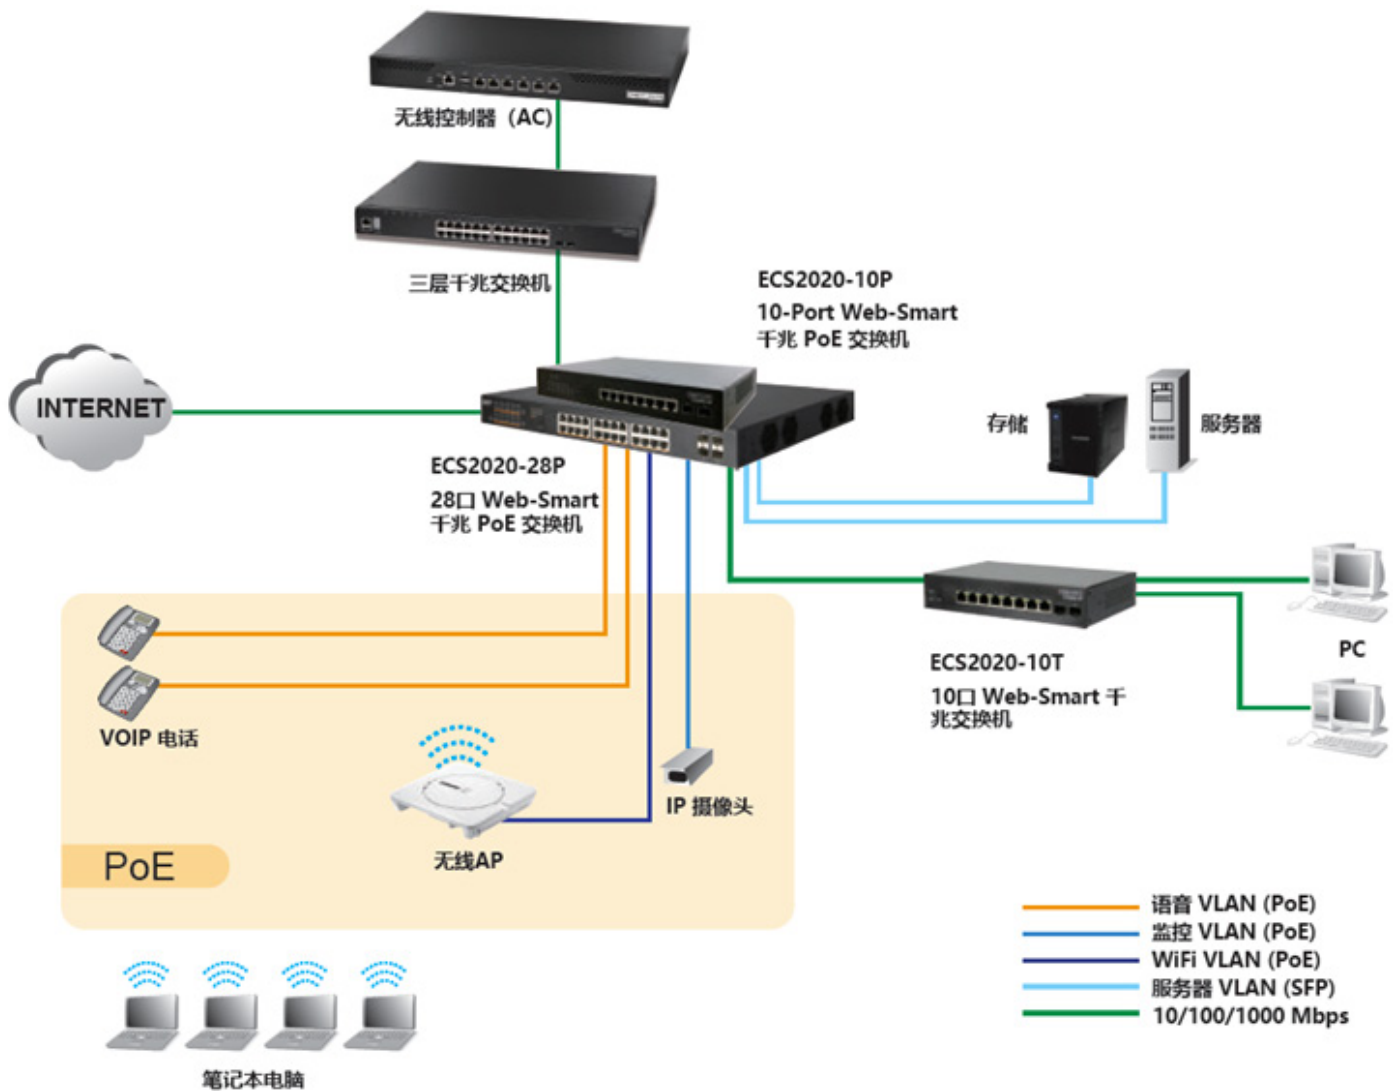 无线控制器（AC)
三层千兆交换机
ECS2020-10P
10-Port Web-Smart
千兆 PoE 交换机
INTERNET
存储
服务器
ECS2020-28P
28口 Web-Smart
千兆 PoE 交换机
ECS2020-10T
10口 Web-Smart 千
兆交换机
PC
VOIP 电话
IP 摄像头
无线AP
PoE
语音 VLAN (PoE)
监控 VLAN (PoE)
WiFi VLAN (PoE)
服务器 VLAN (SFP)
10/100/1000 Mbps
笔记本电脑